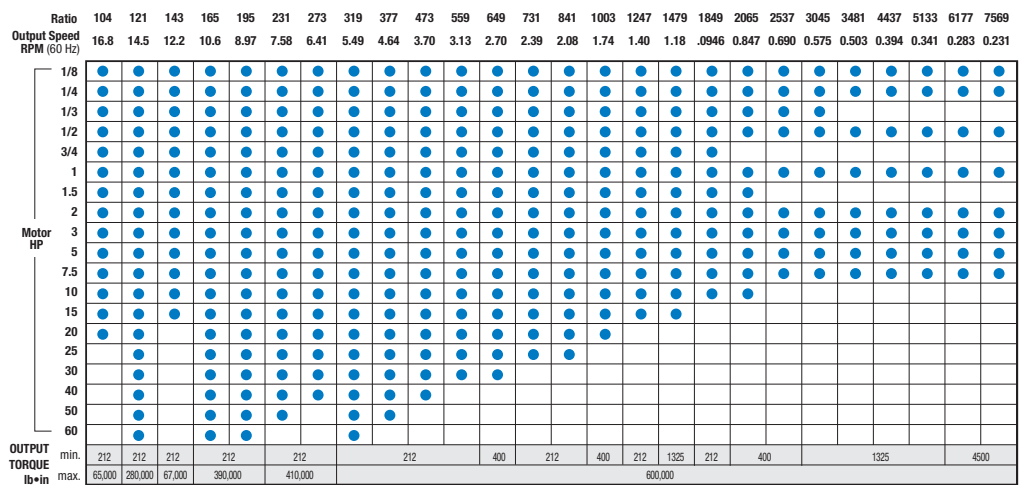 Ratio 104 121 143 165 195 231 273 319 377 473 559 649 731 841 1003 1247 1479 1849 2065 2537 3045 3481 4437 5133 6177 7569
Output Speed
RPM (60 Hz) 16.8 14.5 12.2 10.6 8.97 7.58 6.41 5.49 4.64 3.70 3.13 2.70 2.39 2.08 1.74 1.40 1.18 .0946 0.847 0.690 0.575 0.503 0.394 0.341 0.283 0.231
1/8
1/4
1/3
1/2
3/4
1
1.5
2
Motor
HP
3
5
7.5
10
15
20
25
30
40
50
60
OUTPUT
TORQUE
lb•in
min. 212 212 212 212 212 212 400 212 400 212 1325 212 400 1325 4500
max. 65,000 280,000 67,000 390,000 410,000 600,000